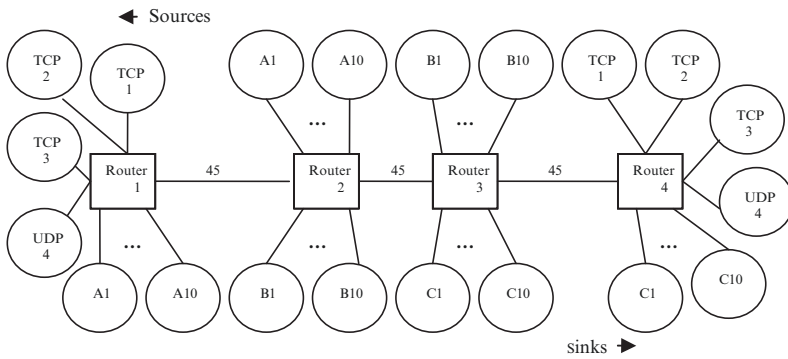 Sources
TCP
2
TCP
1
A1
...
A10
B1
...
B10
TCP
1
TCP
2
TCP
3
TCP
3
Router
1
45
Router
2
45
Router
3
45
Router
4
UDP
4
UDP
4
...
A1
A10
...
B1
B10
...
C1
C10
...
C1
C10
sinks